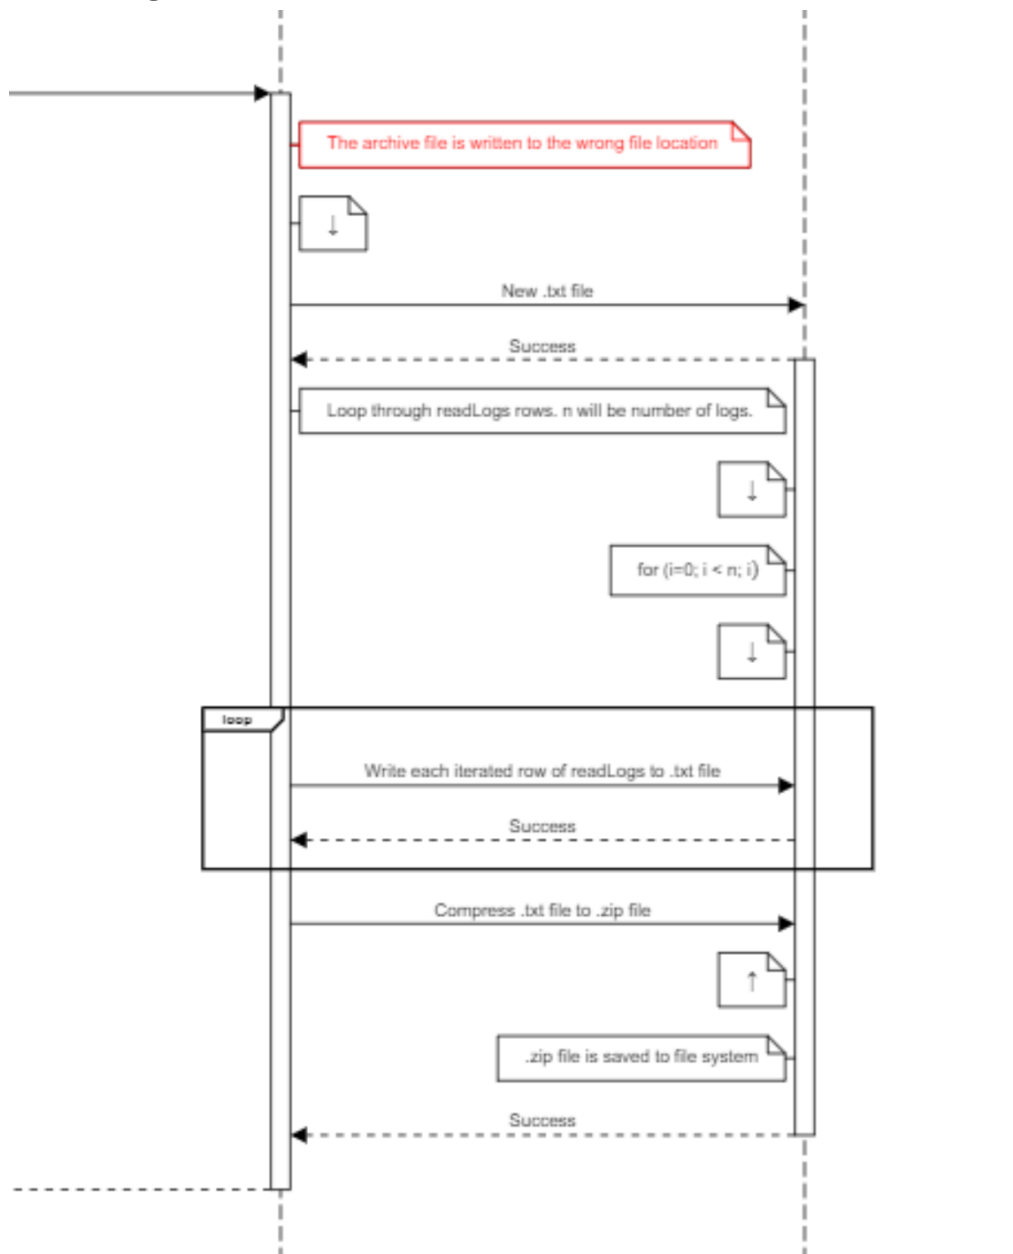 The archive file is written to the wrong file location
↓
New .txt file
Success
Loop through readLogs rows. n will be number of logs.
↓
for (i=0; i < n; i)
↓
loop
Write each iterated row of readLogs to .txt file
Success
Compress .txt file to .zip file
↑
.zip file is saved to file system
Success